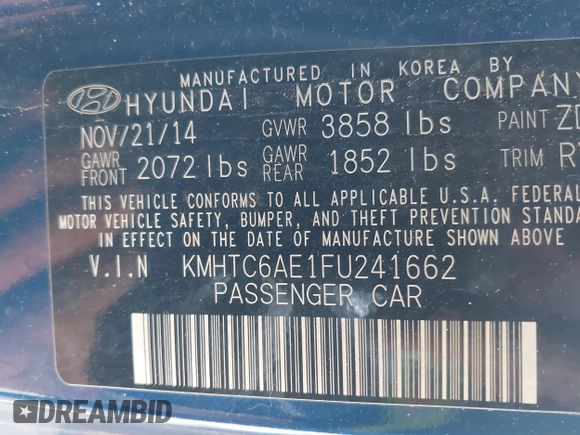 MANUFACTURED IN KOREA BY
HYUNDAI MOTOR COMPANY
NOV/21/14 GVWR 3858 lbs PAINT
GAWR FRONT 2072 lbs GAWR REAR 1852 lbs TRIM
THIS VEHICLE CONFORMS TO ALL APPLICABLE U.S.A. FEDERAL
MOTOR VEHICLE SAFETY, BUMPER, AND THEFT PREVENTION STANDA
IN EFFECT ON THE DATE OF MANUFACTURE SHOWN ABOVE
V.I.N KMHTC6AE1FU241662
PASSENGER CAR
DREAMBID